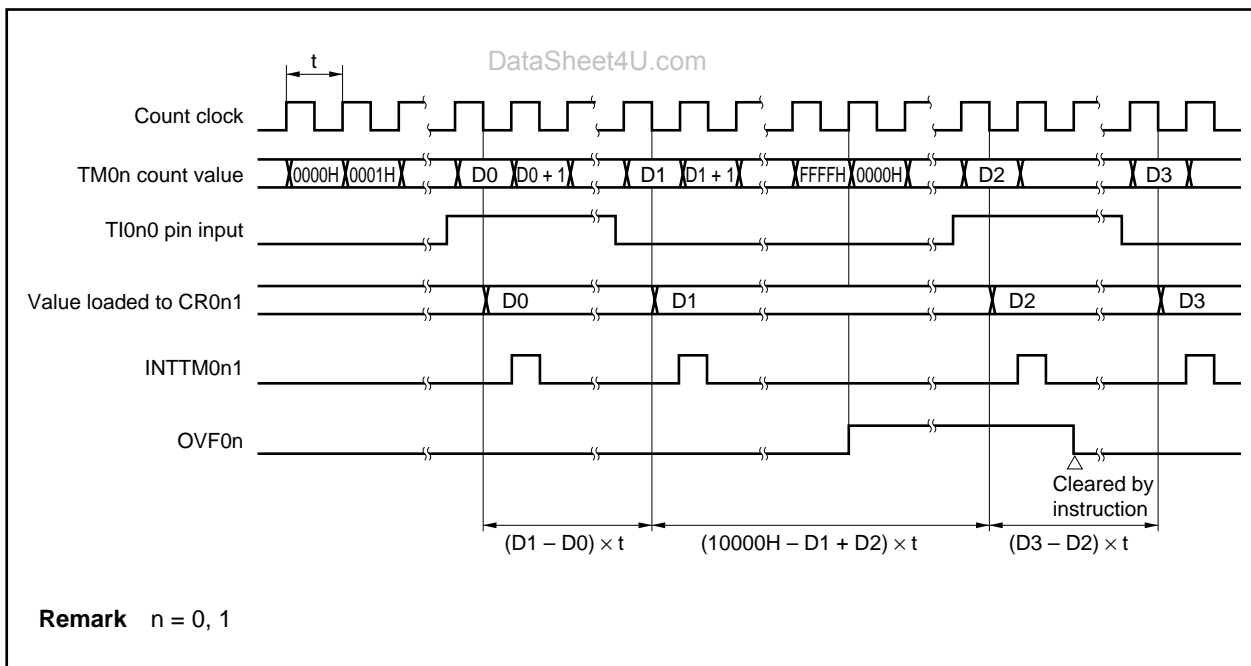 DataSheet4U.com
t
Count clock
TM0n count value
0000H 0001H D0 D0 + 1 D1 D1 + 1 FFFFH 0000H D2 D3
TI0n0 pin input
Value loaded to CR0n1
D0 D1 D2 D3
INTTM0n1
OVF0n
Cleared by
instruction
(D1 – D0) × t (10000H – D1 + D2) × t (D3 – D2) × t
Remark n = 0, 1